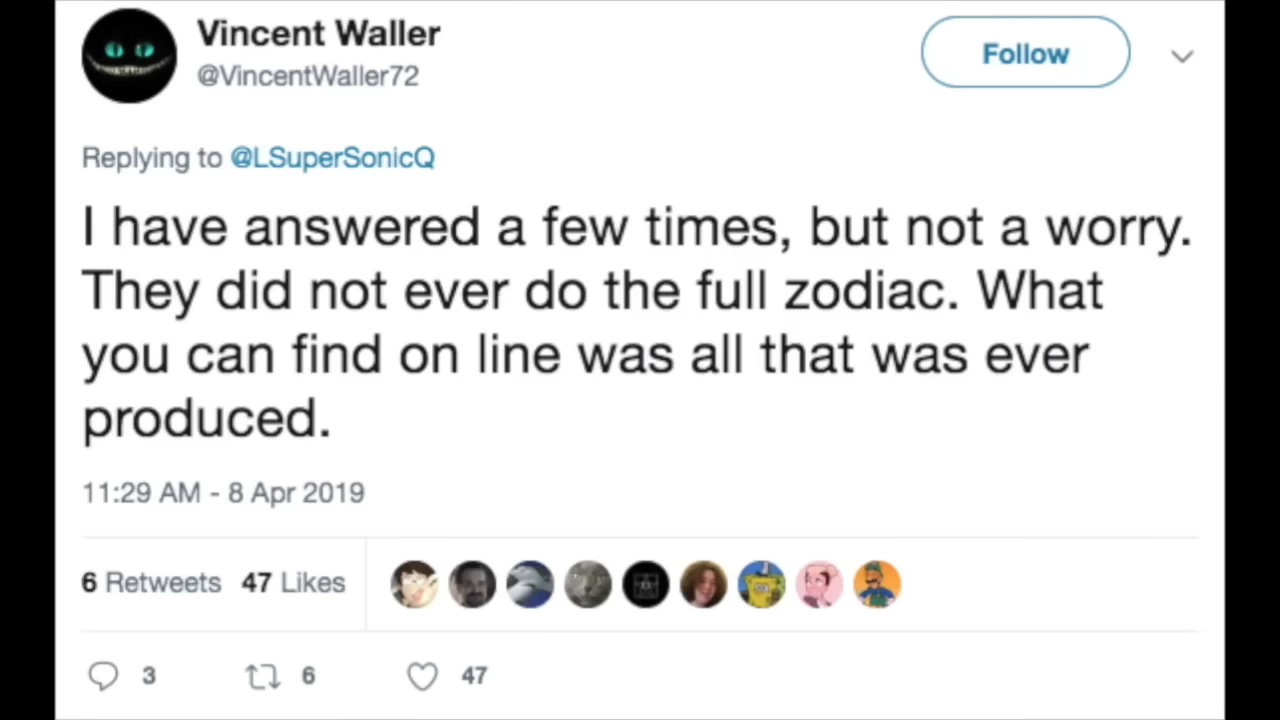 Vincent Waller
@VincentWaller72
Follow
Replying to @LSuperSonicQ
I have answered a few times, but not a worry.
They did not ever do the full zodiac. What
you can find on line was all that was ever
produced.
11:29 AM - 8 Apr 2019
6 Retweets 47 Likes
3 6 47